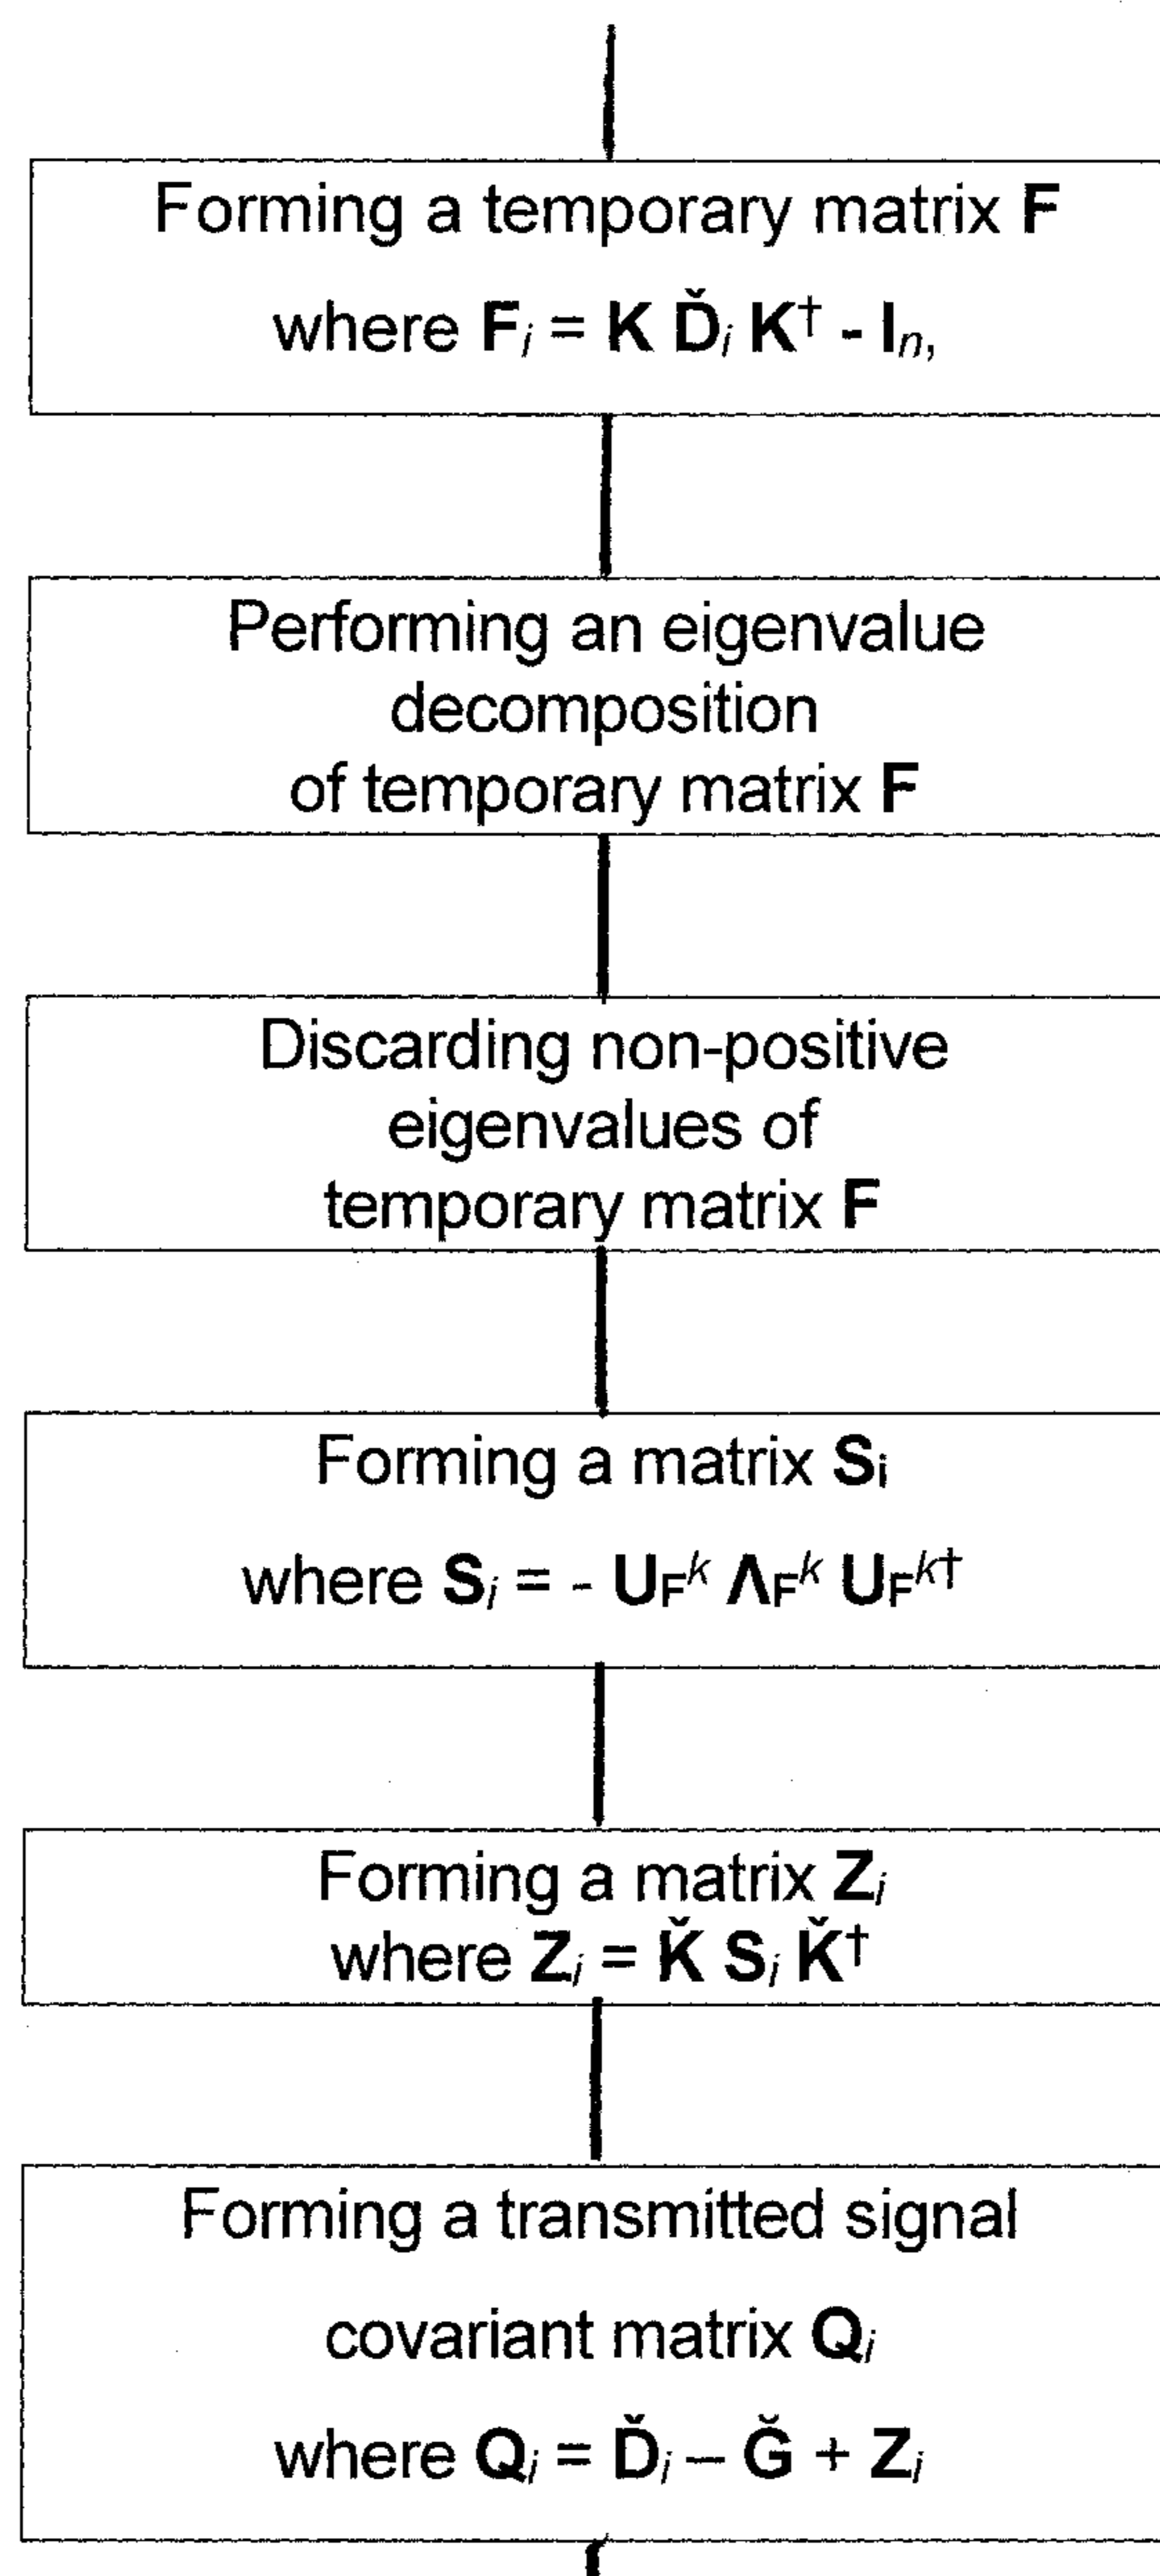 Forming a temporary matrix F
where Fᵢ = K Ďᵢ K† - Iₙ,
Performing an eigenvalue
decomposition
of temporary matrix F
Discarding non-positive
eigenvalues of
temporary matrix F
Forming a matrix Sᵢ
where Sᵢ = - U_F^k Λ_F^k U_F^k†
Forming a matrix Zᵢ
where Zᵢ = Ǩ Sᵢ Ǩ†
Forming a transmitted signal
covariant matrix Qᵢ
where Qᵢ = Ďᵢ – Ğ + Zᵢ